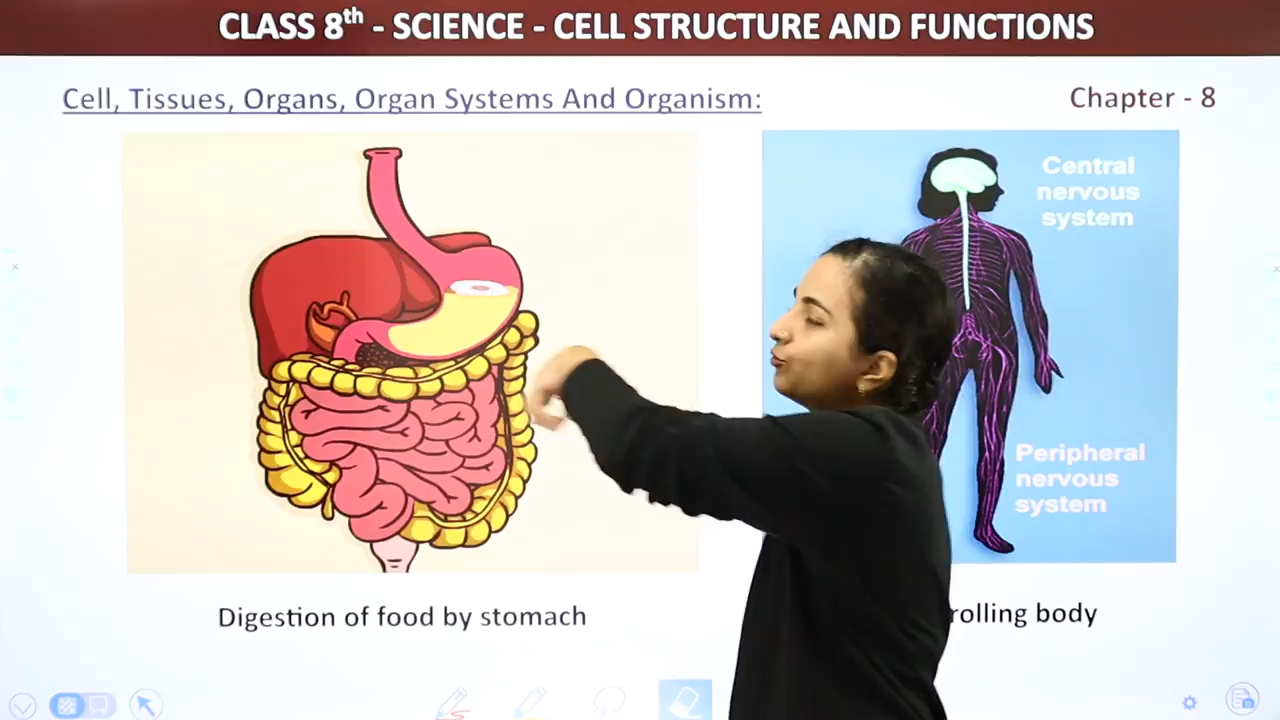 CLASS 8th - SCIENCE - CELL STRUCTURE AND FUNCTIONS
Cell, Tissues, Organs, Organ Systems And Organism:
Chapter - 8
Central
nervous
system
Peripheral
nervous
system
Digestion of food by stomach
rolling body